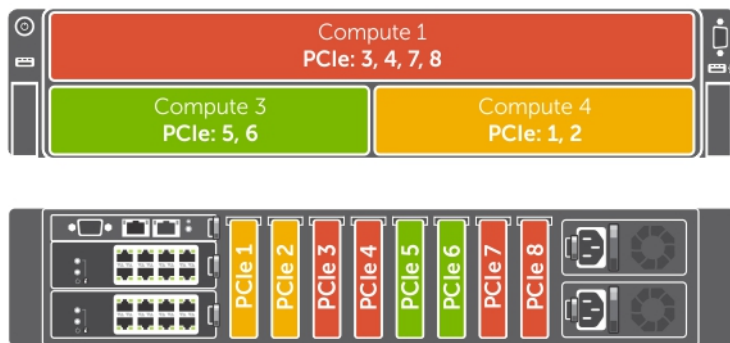 Compute 1
PCIe: 3, 4, 7, 8
Compute 3
PCIe: 5, 6
Compute 4
PCIe: 1, 2
PCIe 1
PCIe 2
PCIe 3
PCIe 4
PCIe 5
PCIe 6
PCIe 7
PCIe 8